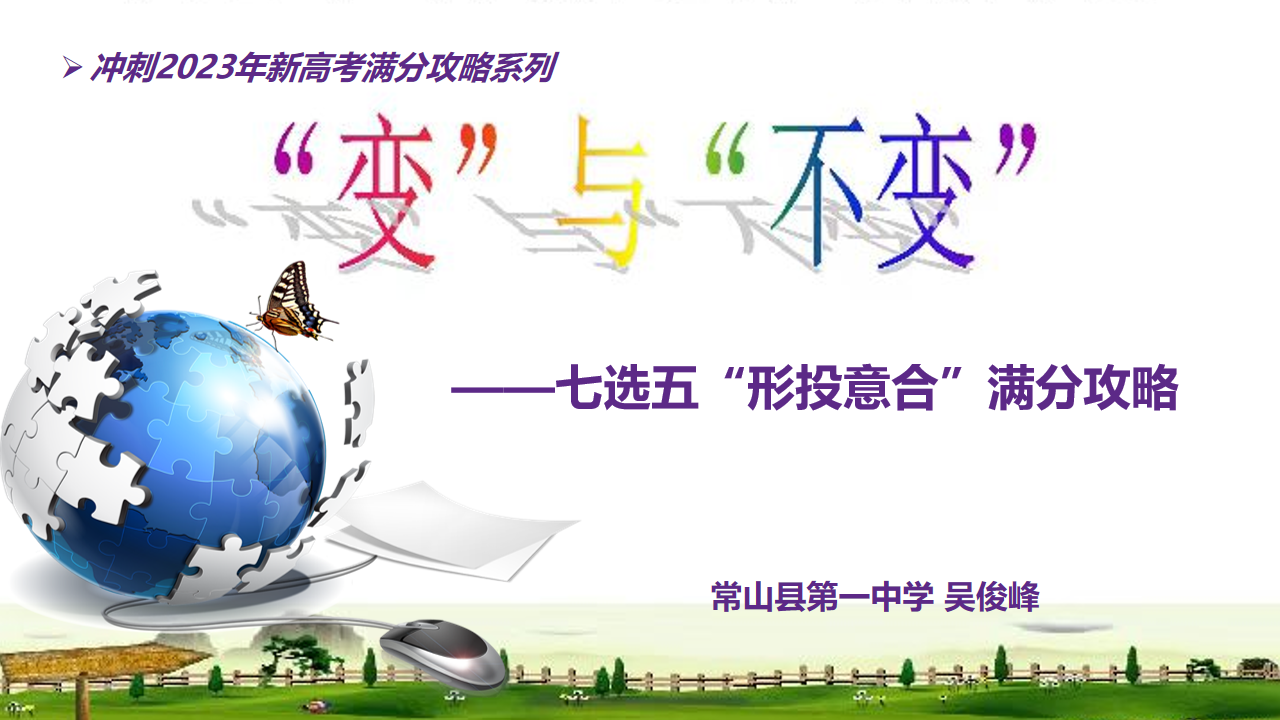 冲刺2023年新高考满分攻略系列
“变”与“不变”
——七选五“形投意合”满分攻略
常山县第一中学 吴俊峰